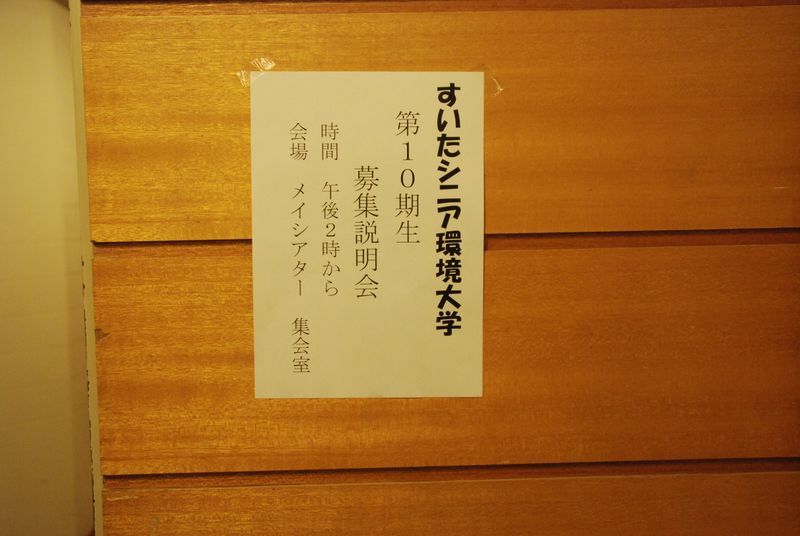 すいたシニア環境大学
第１０期生
募集説明会
時間　午後２時から
会場　メイシアター　集会室